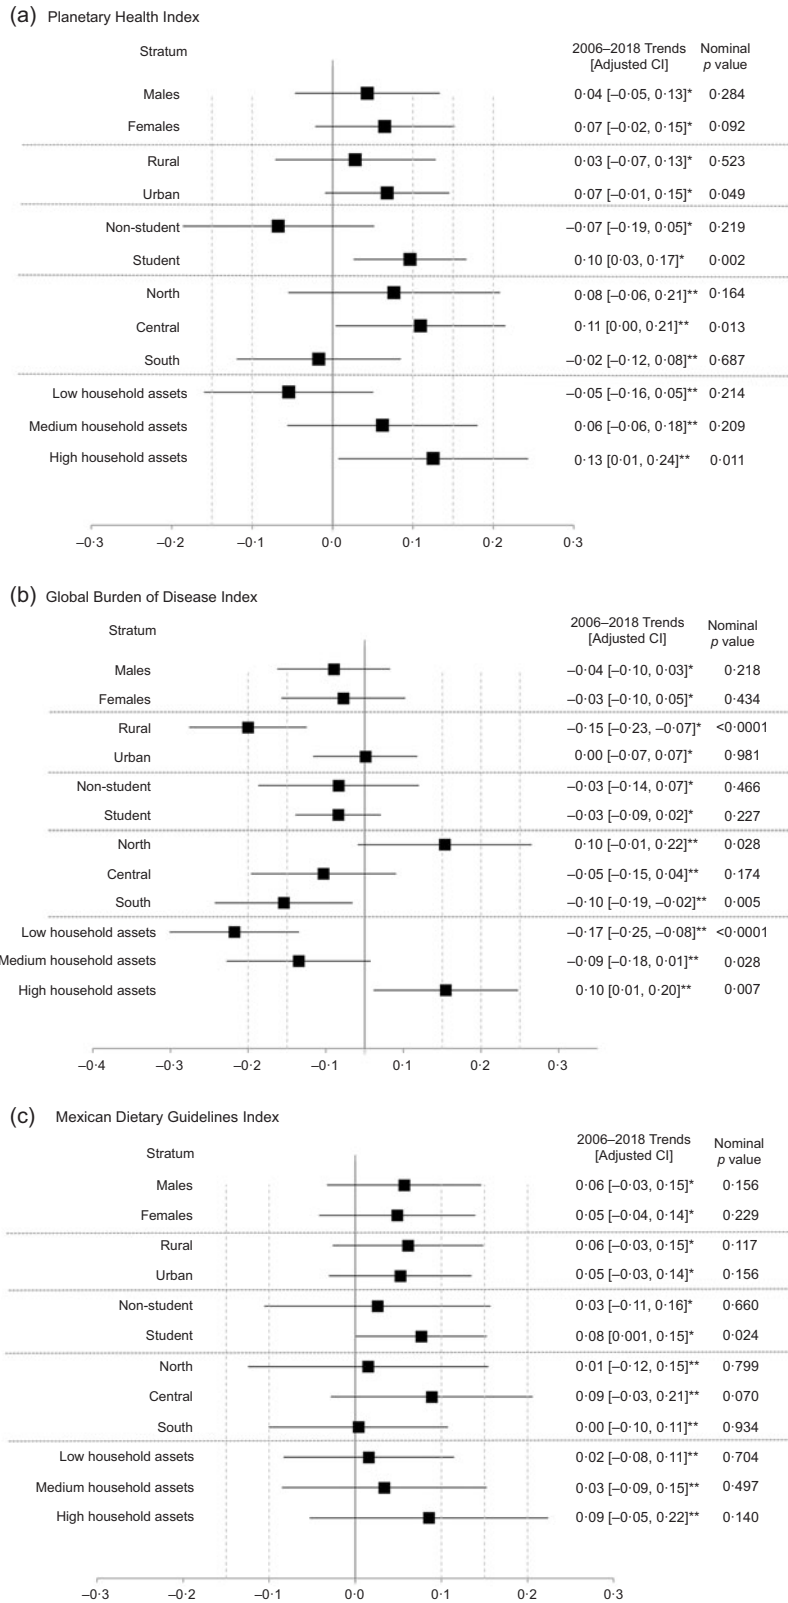 (a) Planetary Health Index
Stratum 2006–2018 Trends [Adjusted CI] Nominal p value
Males 0·04 [–0·05, 0·13]* 0·284
Females 0·07 [–0·02, 0·15]* 0·092
Rural 0·03 [–0·07, 0·13]* 0·523
Urban 0·07 [–0·01, 0·15]* 0·049
Non-student –0·07 [–0·19, 0·05]* 0·219
Student 0·10 [0·03, 0·17]* 0·002
North 0·08 [–0·06, 0·21]** 0·164
Central 0·11 [0·00, 0·21]** 0·013
South –0·02 [–0·12, 0·08]** 0·687
Low household assets –0·05 [–0·16, 0·05]** 0·214
Medium household assets 0·06 [–0·06, 0·18]** 0·209
High household assets 0·13 [0·01, 0·24]** 0·011
–0·3 –0·2 –0·1 0·0 0·1 0·2 0·3
(b) Global Burden of Disease Index
Stratum 2006–2018 Trends [Adjusted CI] Nominal p value
Males –0·04 [–0·10, 0·03]* 0·218
Females –0·03 [–0·10, 0·05]* 0·434
Rural –0·15 [–0·23, –0·07]* <0·0001
Urban 0·00 [–0·07, 0·07]* 0·981
Non-student –0·03 [–0·14, 0·07]* 0·466
Student –0·03 [–0·09, 0·02]* 0·227
North 0·10 [–0·01, 0·22]** 0·028
Central –0·05 [–0·15, 0·04]** 0·174
South –0·10 [–0·19, –0·02]** 0·005
Low household assets –0·17 [–0·25, –0·08]** <0·0001
Medium household assets –0·09 [–0·18, 0·01]** 0·028
High household assets 0·10 [0·01, 0·20]** 0·007
–0·4 –0·3 –0·2 –0·1 0·1 0·2 0·3
(c) Mexican Dietary Guidelines Index
Stratum 2006–2018 Trends [Adjusted CI] Nominal p value
Males 0·06 [–0·03, 0·15]* 0·156
Females 0·05 [–0·04, 0·14]* 0·229
Rural 0·06 [–0·03, 0·15]* 0·117
Urban 0·05 [–0·03, 0·14]* 0·156
Non-student 0·03 [–0·11, 0·16]* 0·660
Student 0·08 [0·001, 0·15]* 0·024
North 0·01 [–0·12, 0·15]** 0·799
Central 0·09 [–0·03, 0·21]** 0·070
South 0·00 [–0·10, 0·11]** 0·934
Low household assets 0·02 [–0·08, 0·11]** 0·704
Medium household assets 0·03 [–0·09, 0·15]** 0·497
High household assets 0·09 [–0·05, 0·22]** 0·140
–0·3 –0·2 –0·1 0·0 0·1 0·2 0·3